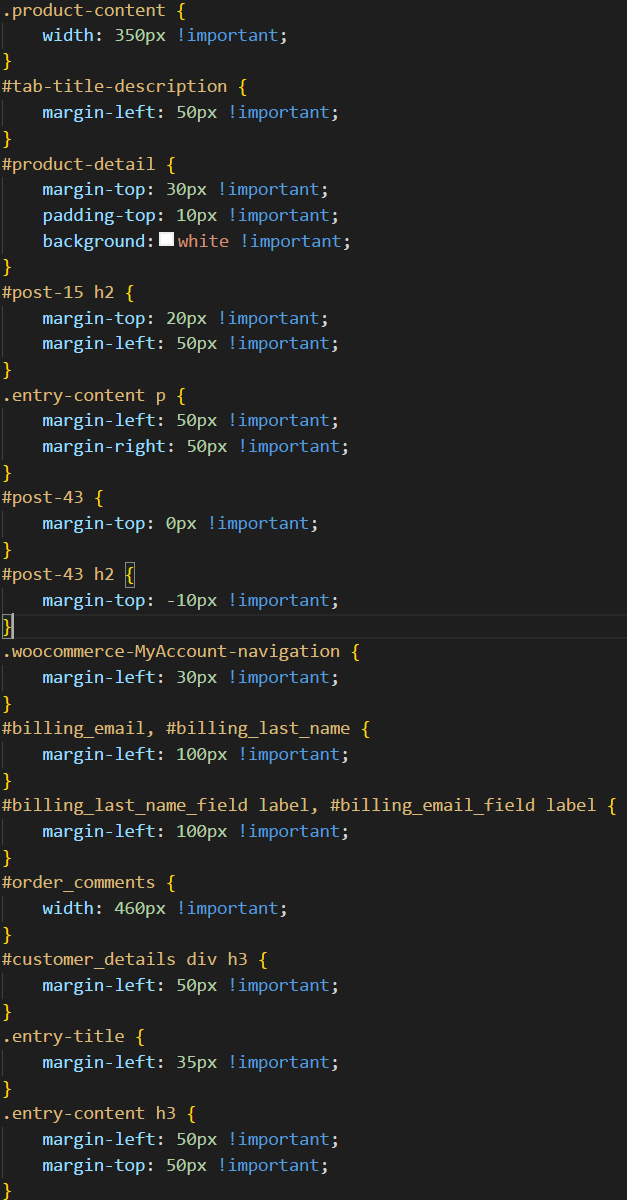 .product-content {
    width: 350px !important;
}
#tab-title-description {
    margin-left: 50px !important;
}
#product-detail {
    margin-top: 30px !important;
    padding-top: 10px !important;
    background: white !important;
}
#post-15 h2 {
    margin-top: 20px !important;
    margin-left: 50px !important;
}
.entry-content p {
    margin-left: 50px !important;
    margin-right: 50px !important;
}
#post-43 {
    margin-top: 0px !important;
}
#post-43 h2 {
    margin-top: -10px !important;
}
.woocommerce-MyAccount-navigation {
    margin-left: 30px !important;
}
#billing_email, #billing_last_name {
    margin-left: 100px !important;
}
#billing_last_name_field label, #billing_email_field label {
    margin-left: 100px !important;
}
#order_comments {
    width: 460px !important;
}
#customer_details div h3 {
    margin-left: 50px !important;
}
.entry-title {
    margin-left: 35px !important;
}
.entry-content h3 {
    margin-left: 50px !important;
    margin-top: 50px !important;
}